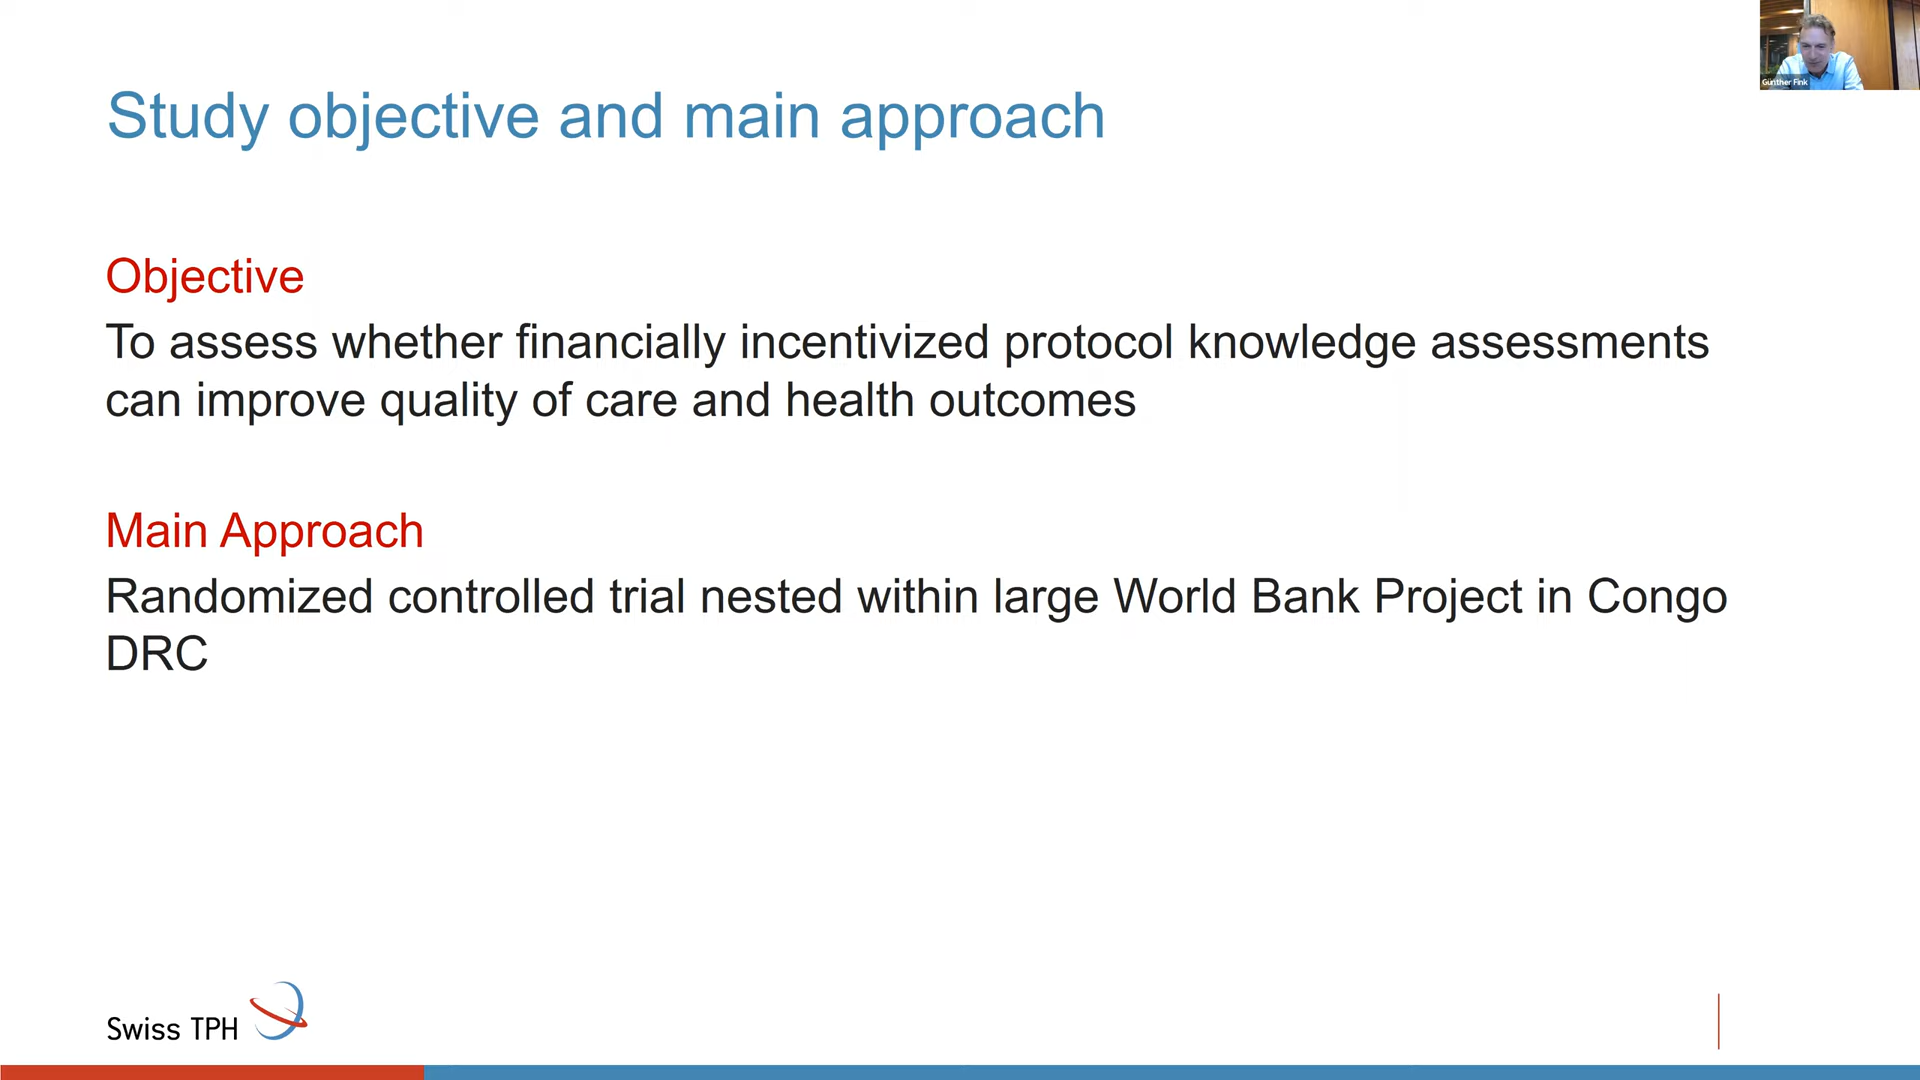 Günther Fink
Study objective and main approach
Objective
To assess whether financially incentivized protocol knowledge assessments
can improve quality of care and health outcomes
Main Approach
Randomized controlled trial nested within large World Bank Project in Congo
DRC
Swiss TPH